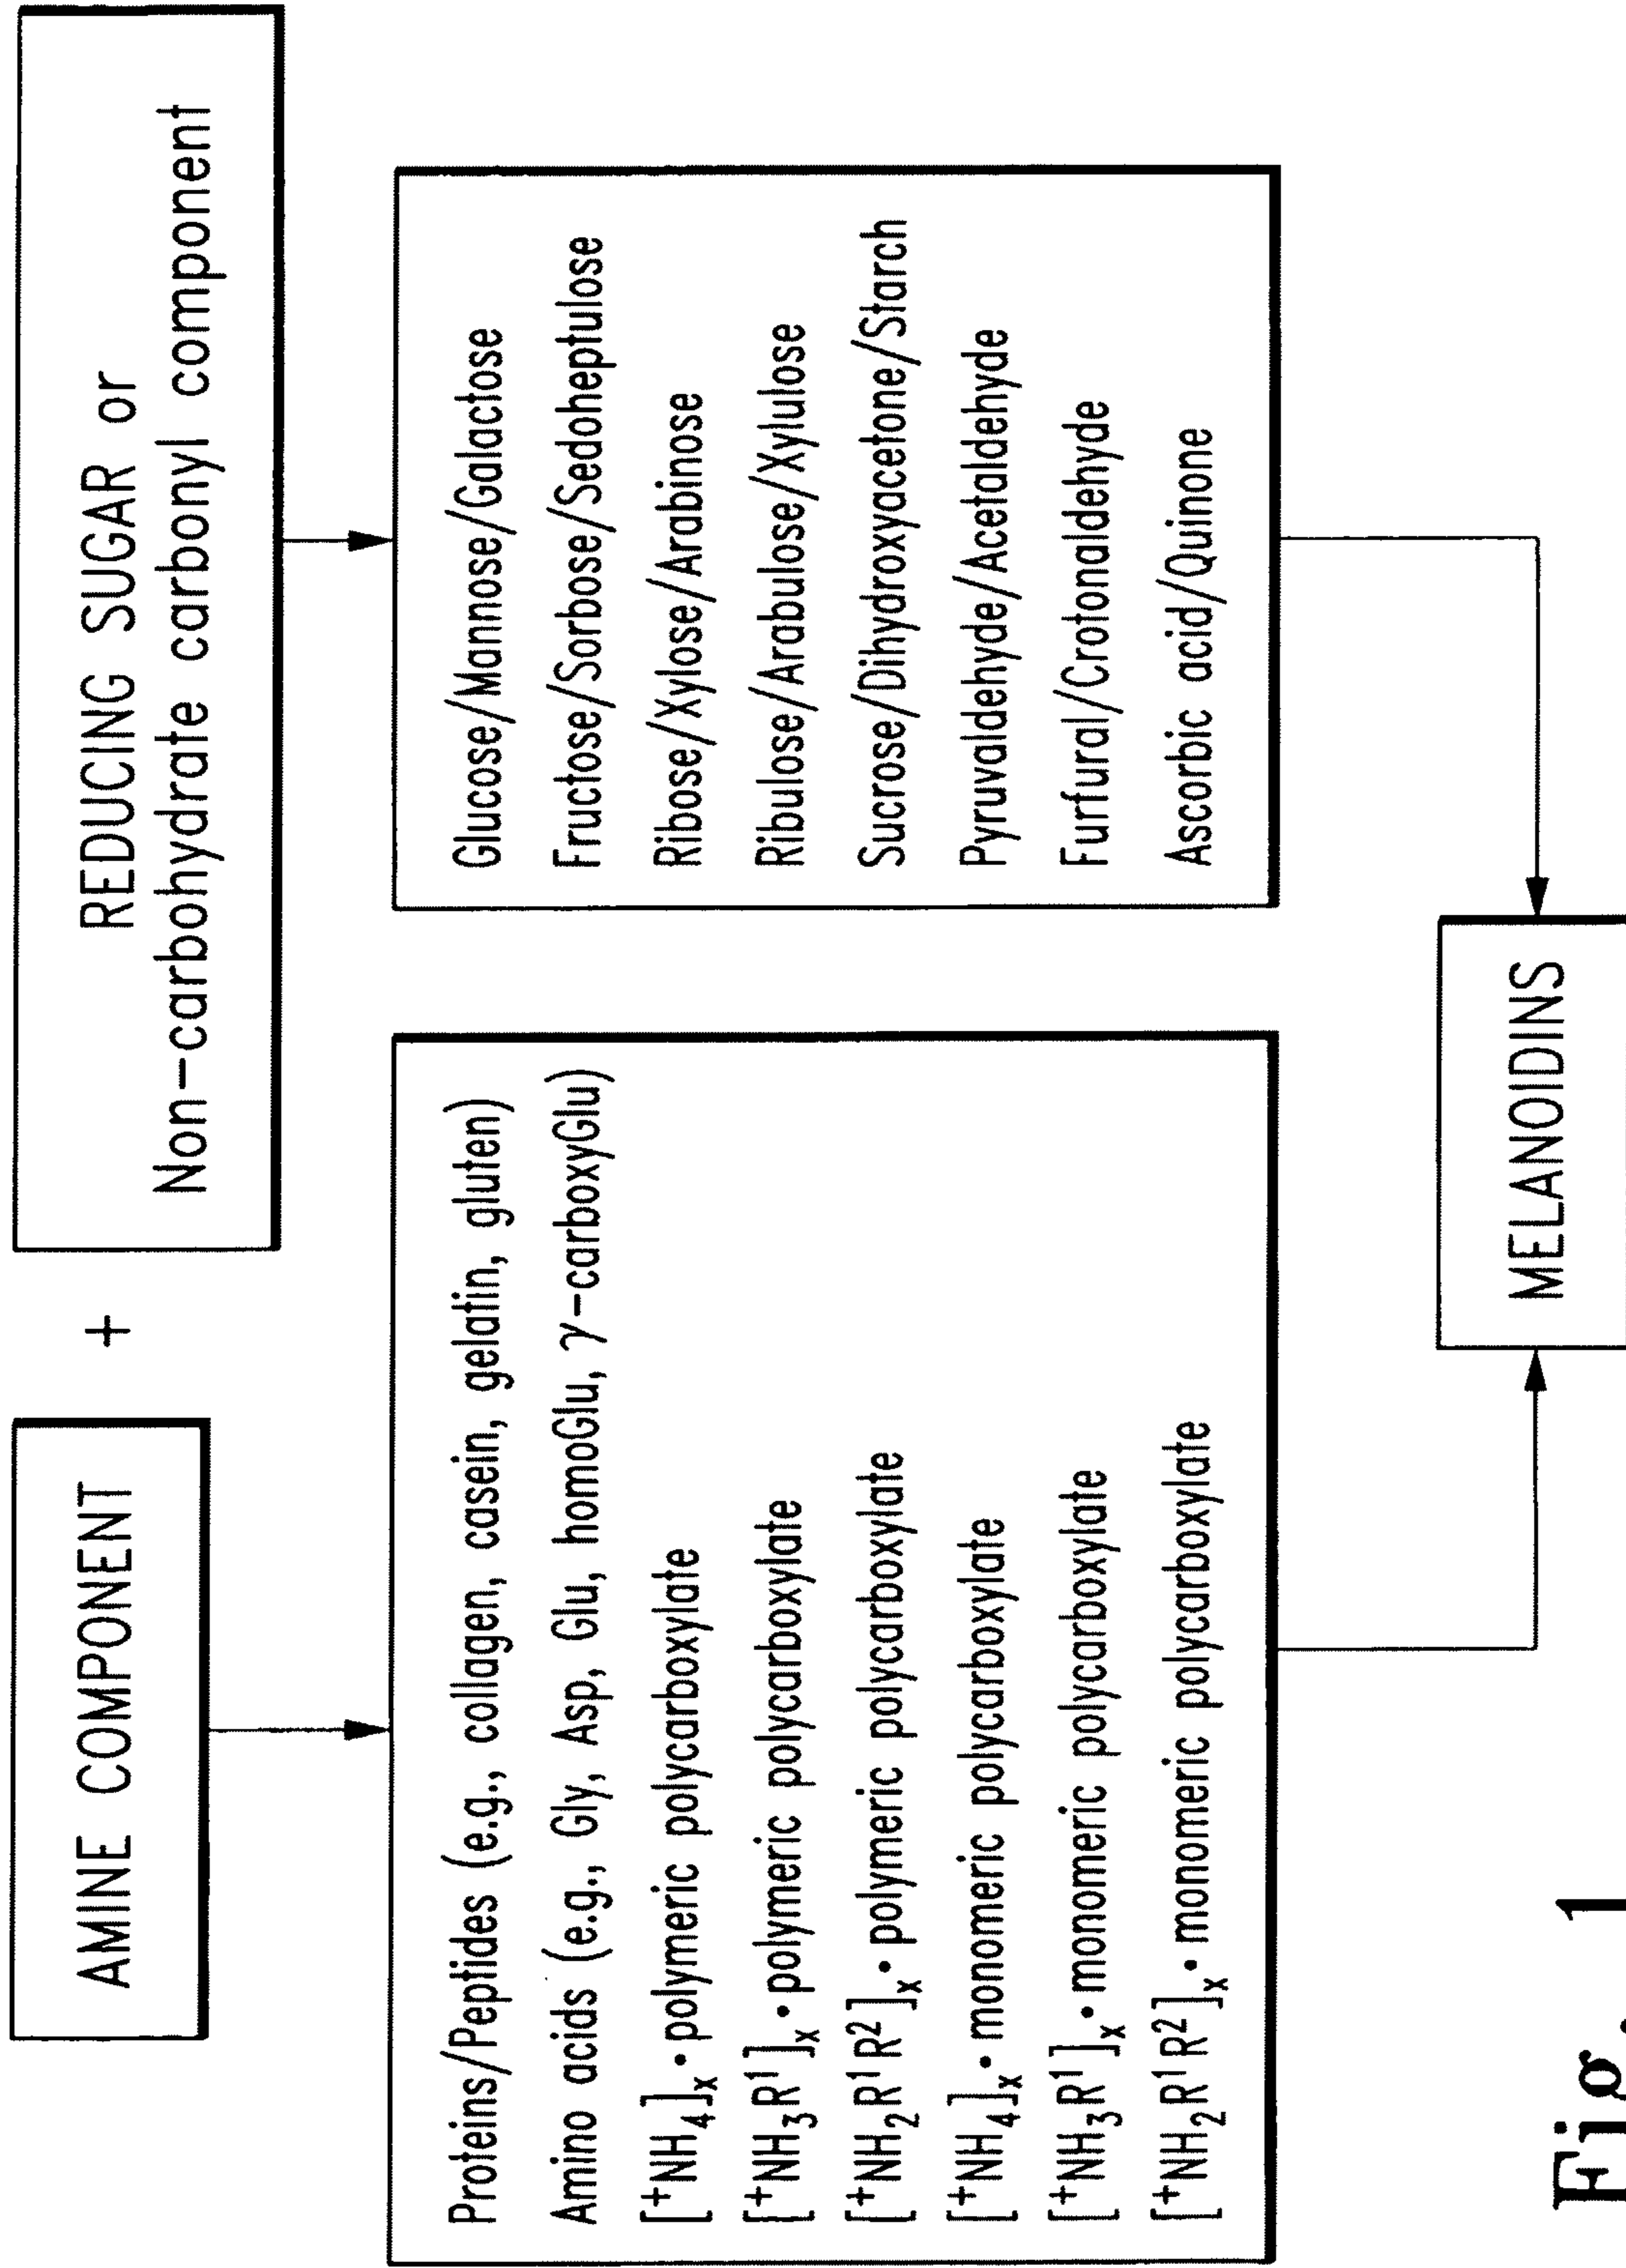 AMINE COMPONENT
+
REDUCING SUGAR or
Non-carbohydrate carbonyl component
Proteins/Peptides (e.g., collagen, casein, gelatin, gluten)
Amino acids (e.g., Gly, Asp, Glu, homoGlu, γ-carboxyGlu)
[⁺NH₄]ₓ•polymeric polycarboxylate
[⁺NH₃R¹]ₓ•polymeric polycarboxylate
[⁺NH₂R¹R²]ₓ•polymeric polycarboxylate
[⁺NH₄]ₓ•monomeric polycarboxylate
[⁺NH₃R¹]ₓ•monomeric polycarboxylate
[⁺NH₂R¹R²]ₓ•monomeric polycarboxylate
Glucose/Mannose/Galactose
Fructose/Sorbose/Sedoheptulose
Ribose/Xylose/Arabinose
Ribulose/Arabulose/Xylulose
Sucrose/Dihydroxyacetone/Starch
Pyruvaldehyde/Acetaldehyde
Furfural/Crotonaldehyde
Ascorbic acid/Quinone
MELANOIDINS
Fig. 1